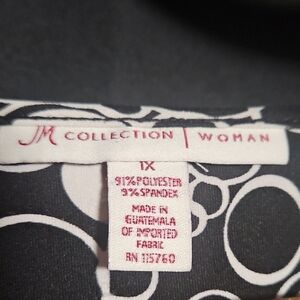 JM COLLECTION | WOMAN
1X
91% POLYESTER
9% SPANDEX
MADE IN
GUATEMALA
OF IMPORTED
FABRIC
RN 115760